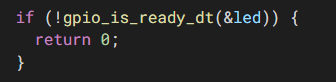 if (!gpio_is_ready_dt(&led)) {
  return 0;
}